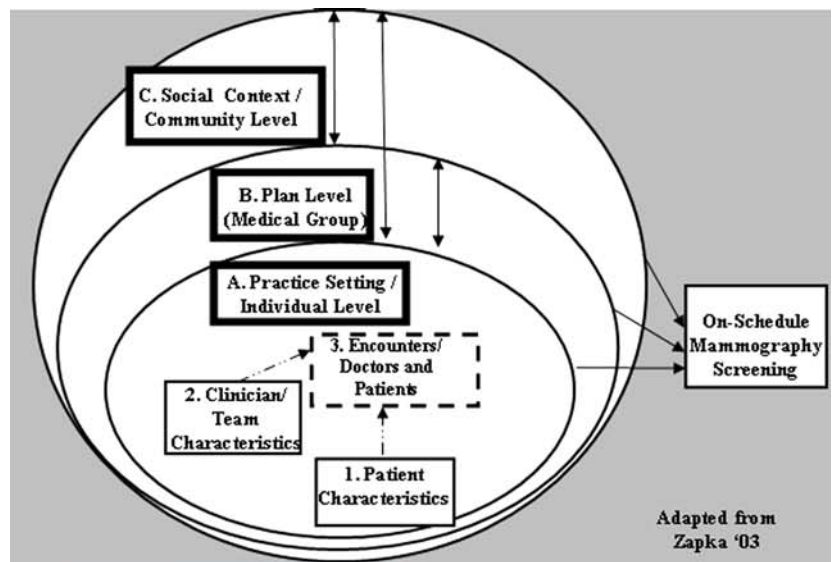 C. Social Context /
Community Level
B. Plan Level
(Medical Group)
A. Practice Setting /
Individual Level
3. Encounters/
Doctors and
Patients
2. Clinician/
Team
Characteristics
1. Patient
Characteristics
On-Schedule
Mammography
Screening
Adapted from
Zapka ‘03